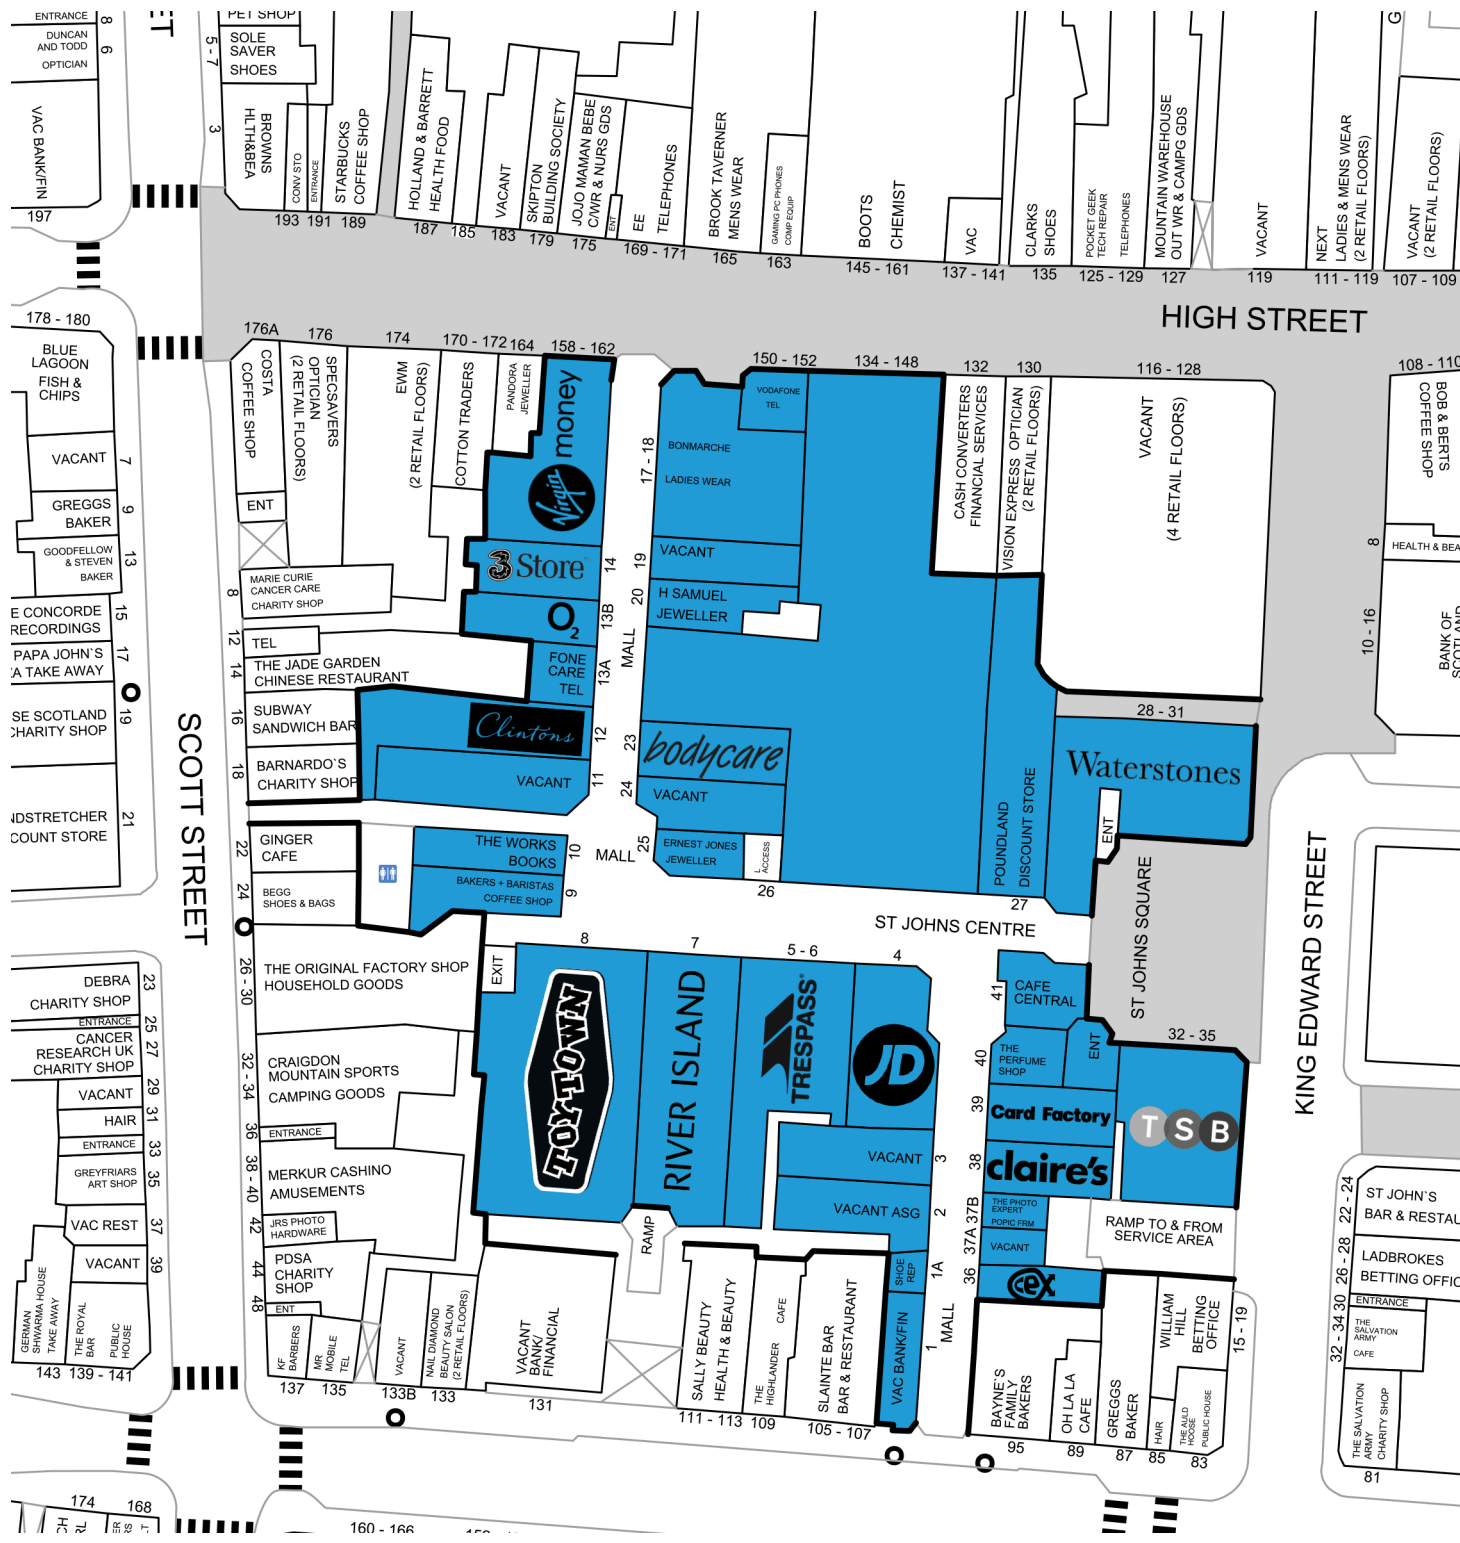 ENTRANCE
DUNCAN
AND TODD
OPTICIAN
8
6
VAC BANK/FIN
197
ET
5 - 7
3
PET SHOP
SOLE
SAVER
SHOES
BROWNS
HLTH&BEA
CONV STO
ENTRANCE
STARBUCKS
COFFEE SHOP
193
191
189
HOLLAND & BARRETT
HEALTH FOOD
187
185
VACANT
183
SKIPTON
BUILDING SOCIETY
179
JOJO MAMAN BEBE
C/WR & NURS GDS
175
ENT
EE
TELEPHONES
169 - 171
BROOK TAVERNER
MENS WEAR
165
GAMING PC PHONES
COMP EQUIP
163
BOOTS
CHEMIST
145 - 161
VAC
137 - 141
CLARKS
SHOES
135
POCKET GEEK
TECH REPAIR
TELEPHONES
125 - 129
MOUNTAIN WAREHOUSE
OUT WR & CAMPG GDS
127
VACANT
119
NEXT
LADIES & MENS WEAR
(2 RETAIL FLOORS)
111 - 119
G
VACANT
(2 RETAIL FLOORS)
107 - 109
HIGH STREET
178 - 180
BLUE
LAGOON
FISH &
CHIPS
VACANT
7
GREGGS
BAKER
9
GOODFELLOW
& STEVEN
BAKER
13
E CONCORDE
RECORDINGS
15
PAPA JOHN`S
ZA TAKE AWAY
17
SE SCOTLAND
CHARITY SHOP
19
NDSTRETCHER
COUNT STORE
21
SCOTT STREET
176A
COSTA
COFFEE SHOP
ENT
176
SPECSAVERS
OPTICIAN
(2 RETAIL FLOORS)
174
EWM
(2 RETAIL FLOORS)
170 - 172
COTTON TRADERS
164
PANDORA
JEWELLER
158 - 162
Virgin money
3 Store
14
O2
13B
FONE
CARE
TEL
13A
MALL
MARIE CURIE
CANCER CARE
CHARITY SHOP
8
TEL
12
THE JADE GARDEN
CHINESE RESTAURANT
14
SUBWAY
SANDWICH BAR
16
BARNARDO`S
CHARITY SHOP
18
Clintons
12
VACANT
11
GINGER
CAFE
22
BEGG
SHOES & BAGS
24
THE WORKS
BOOKS
10
BAKERS + BARISTAS
COFFEE SHOP
9
MALL
150 - 152
VODAFONE
TEL
BONMARCHE
LADIES WEAR
17 - 18
VACANT
19
H SAMUEL
JEWELLER
20
134 - 148
bodycare
23
VACANT
24
ERNEST JONES
JEWELLER
25
L
ACCESS
26
132
CASH CONVERTERS
FINANCIAL SERVICES
130
VISION EXPRESS OPTICIAN
(2 RETAIL FLOORS)
116 - 128
VACANT
(4 RETAIL FLOORS)
POUNDLAND
DISCOUNT STORE
27
28 - 31
Waterstones
ENT
108 - 110
BOB & BERTS
COFFEE SHOP
8
HEALTH & BEA
10 - 16
BANK OF
SCOTLAND
ST JOHNS CENTRE
ST JOHNS SQUARE
KING EDWARD STREET
26 - 30
THE ORIGINAL FACTORY SHOP
HOUSEHOLD GOODS
EXIT
8
TOYTOWN
7
RIVER ISLAND
5 - 6
TRESPASS
4
JD
VACANT
3
VACANT ASG
2
SHOE
REP
1A
VAC BANK/FIN
1
MALL
RAMP
41
CAFE
CENTRAL
40
THE
PERFUME
SHOP
ENT
32 - 35
TSB
39
Card Factory
38
claire's
37B
THE PHOTO
EXPERT
POPIC FRM
37A
VACANT
36
cex
RAMP TO & FROM
SERVICE AREA
DEBRA
CHARITY SHOP
23
ENTRANCE
25
CANCER
RESEARCH UK
CHARITY SHOP
27
VACANT
29
HAIR
31
ENTRANCE
33
GREYFRIARS
ART SHOP
35
VAC REST
37
VACANT
39
GERMAN
SHWARMA HOUSE
TAKE AWAY
THE ROYAL
BAR
PUBLIC
HOUSE
143
139 - 141
32 - 34
CRAIGDON
MOUNTAIN SPORTS
CAMPING GOODS
36
ENTRANCE
38 - 40
MERKUR CASHINO
AMUSEMENTS
42
JRS PHOTO
HARDWARE
44
PDSA
CHARITY
SHOP
48
ENT
KF
BARBERS
137
MR
MOBILE
TEL
135
VACANT
133B
NAIL DIAMOND
BEAUTY SALON
(2 RETAIL FLOORS)
133
VACANT
BANK/
FINANCIAL
131
SALLY BEAUTY
HEALTH & BEAUTY
111 - 113
THE
HIGHLANDER
CAFE
109
SLAINTE BAR
BAR & RESTAURANT
105 - 107
BAYNE`S
FAMILY
BAKERS
95
OH LA LA
CAFE
89
GREGGS
BAKER
87
WILLIAM
HILL
BETTING
OFFICE
15 - 19
HAIR
85
THE AULD
HOOSE
PUBLIC HOUSE
83
22 - 24
ST JOHN`S
BAR & RESTAU
26 - 28
LADBROKES
BETTING OFFIC
30
ENTRANCE
32 - 34
THE
SALVATION
ARMY
CAFE
THE SALVATION
ARMY
CHARITY SHOP
81
174
168
160 - 166